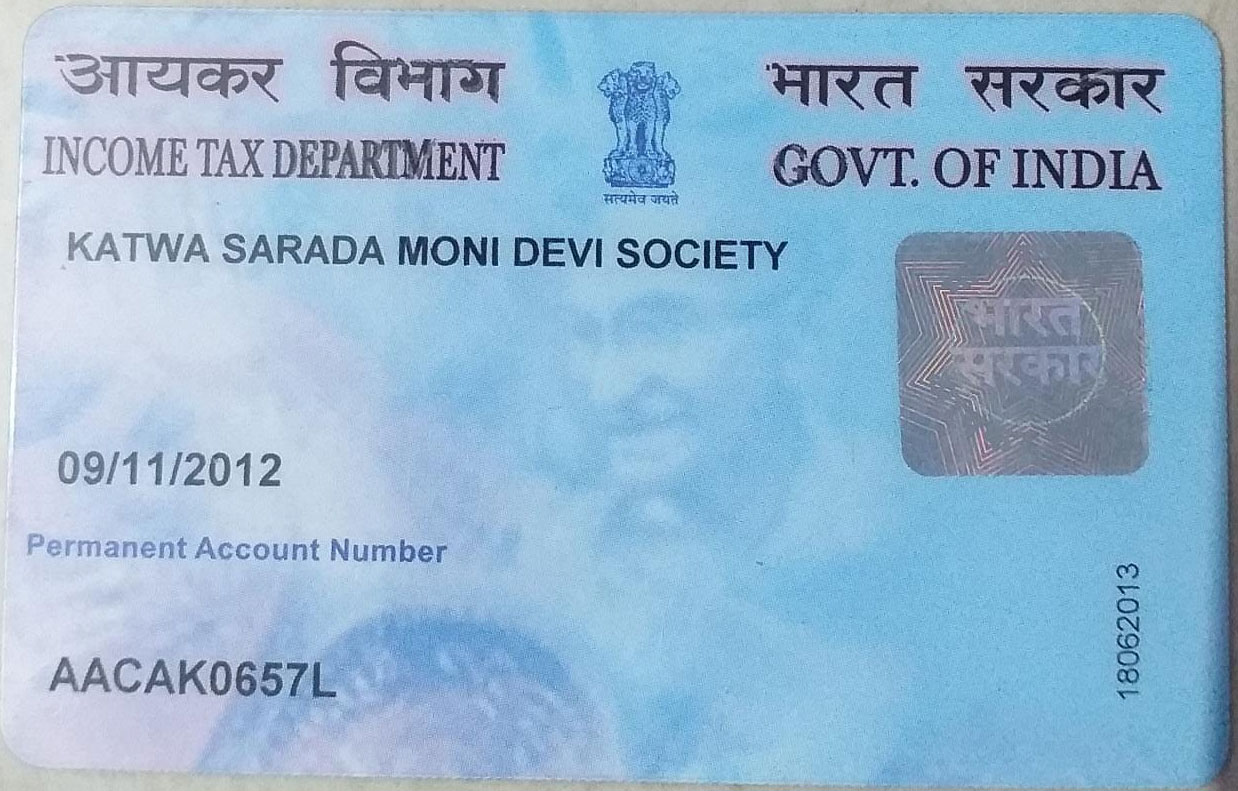 आयकर विभाग
भारत सरकार
INCOME TAX DEPARTMENT
GOVT. OF INDIA
सत्यमेव जयते
KATWA SARADA MONI DEVI SOCIETY
भारत
सरकार
09/11/2012
Permanent Account Number
18062013
AACAK0657L